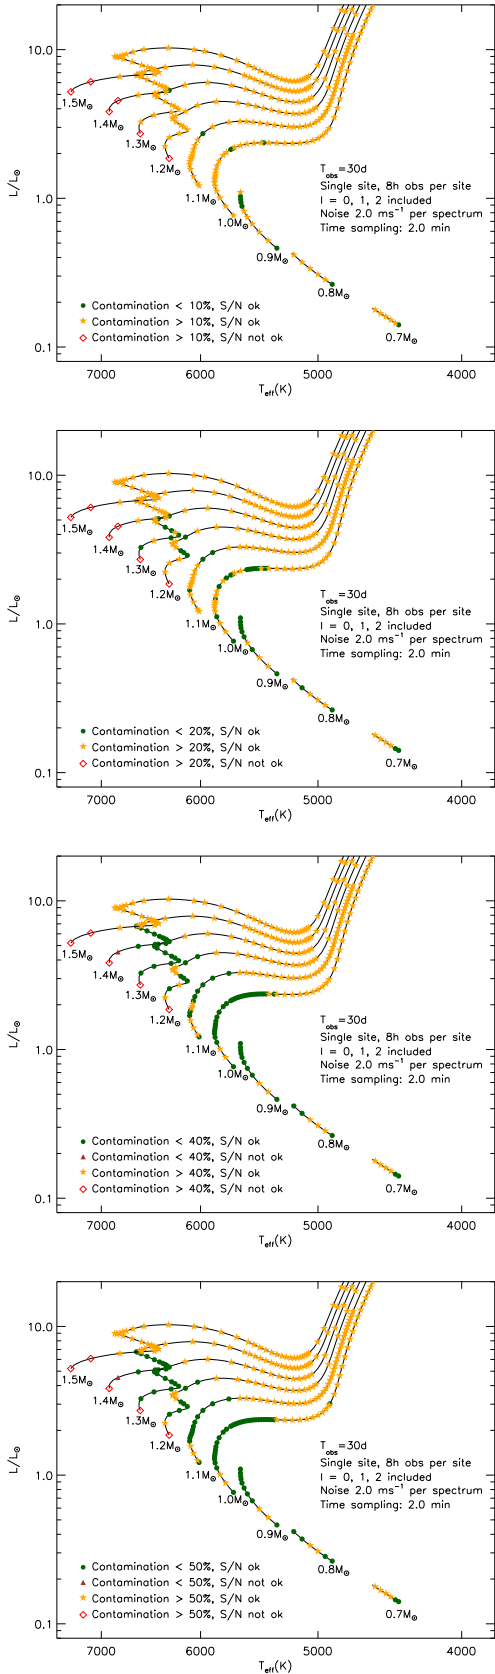 10.0
1.0
0.1
L/L⊙
1.5M⊙
1.4M⊙
1.3M⊙
1.2M⊙
1.1M⊙
1.0M⊙
0.9M⊙
0.8M⊙
0.7M⊙
Tobs=30d
Single site, 8h obs per site
l = 0, 1, 2 included
Noise 2.0 ms⁻¹ per spectrum
Time sampling: 2.0 min
Contamination < 10%, S/N ok
Contamination > 10%, S/N ok
Contamination > 10%, S/N not ok
7000 6000 5000 4000
Teff(K)
10.0
1.0
0.1
L/L⊙
1.5M⊙
1.4M⊙
1.3M⊙
1.2M⊙
1.1M⊙
1.0M⊙
0.9M⊙
0.8M⊙
0.7M⊙
Tobs=30d
Single site, 8h obs per site
l = 0, 1, 2 included
Noise 2.0 ms⁻¹ per spectrum
Time sampling: 2.0 min
Contamination < 20%, S/N ok
Contamination > 20%, S/N ok
Contamination > 20%, S/N not ok
7000 6000 5000 4000
Teff(K)
10.0
1.0
0.1
L/L⊙
1.5M⊙
1.4M⊙
1.3M⊙
1.2M⊙
1.1M⊙
1.0M⊙
0.9M⊙
0.8M⊙
0.7M⊙
Tobs=30d
Single site, 8h obs per site
l = 0, 1, 2 included
Noise 2.0 ms⁻¹ per spectrum
Time sampling: 2.0 min
Contamination < 40%, S/N ok
Contamination < 40%, S/N not ok
Contamination > 40%, S/N ok
Contamination > 40%, S/N not ok
7000 6000 5000 4000
Teff(K)
10.0
1.0
0.1
L/L⊙
1.5M⊙
1.4M⊙
1.3M⊙
1.2M⊙
1.1M⊙
1.0M⊙
0.9M⊙
0.8M⊙
0.7M⊙
Tobs=30d
Single site, 8h obs per site
l = 0, 1, 2 included
Noise 2.0 ms⁻¹ per spectrum
Time sampling: 2.0 min
Contamination < 50%, S/N ok
Contamination < 50%, S/N not ok
Contamination > 50%, S/N ok
Contamination > 50%, S/N not ok
7000 6000 5000 4000
Teff(K)